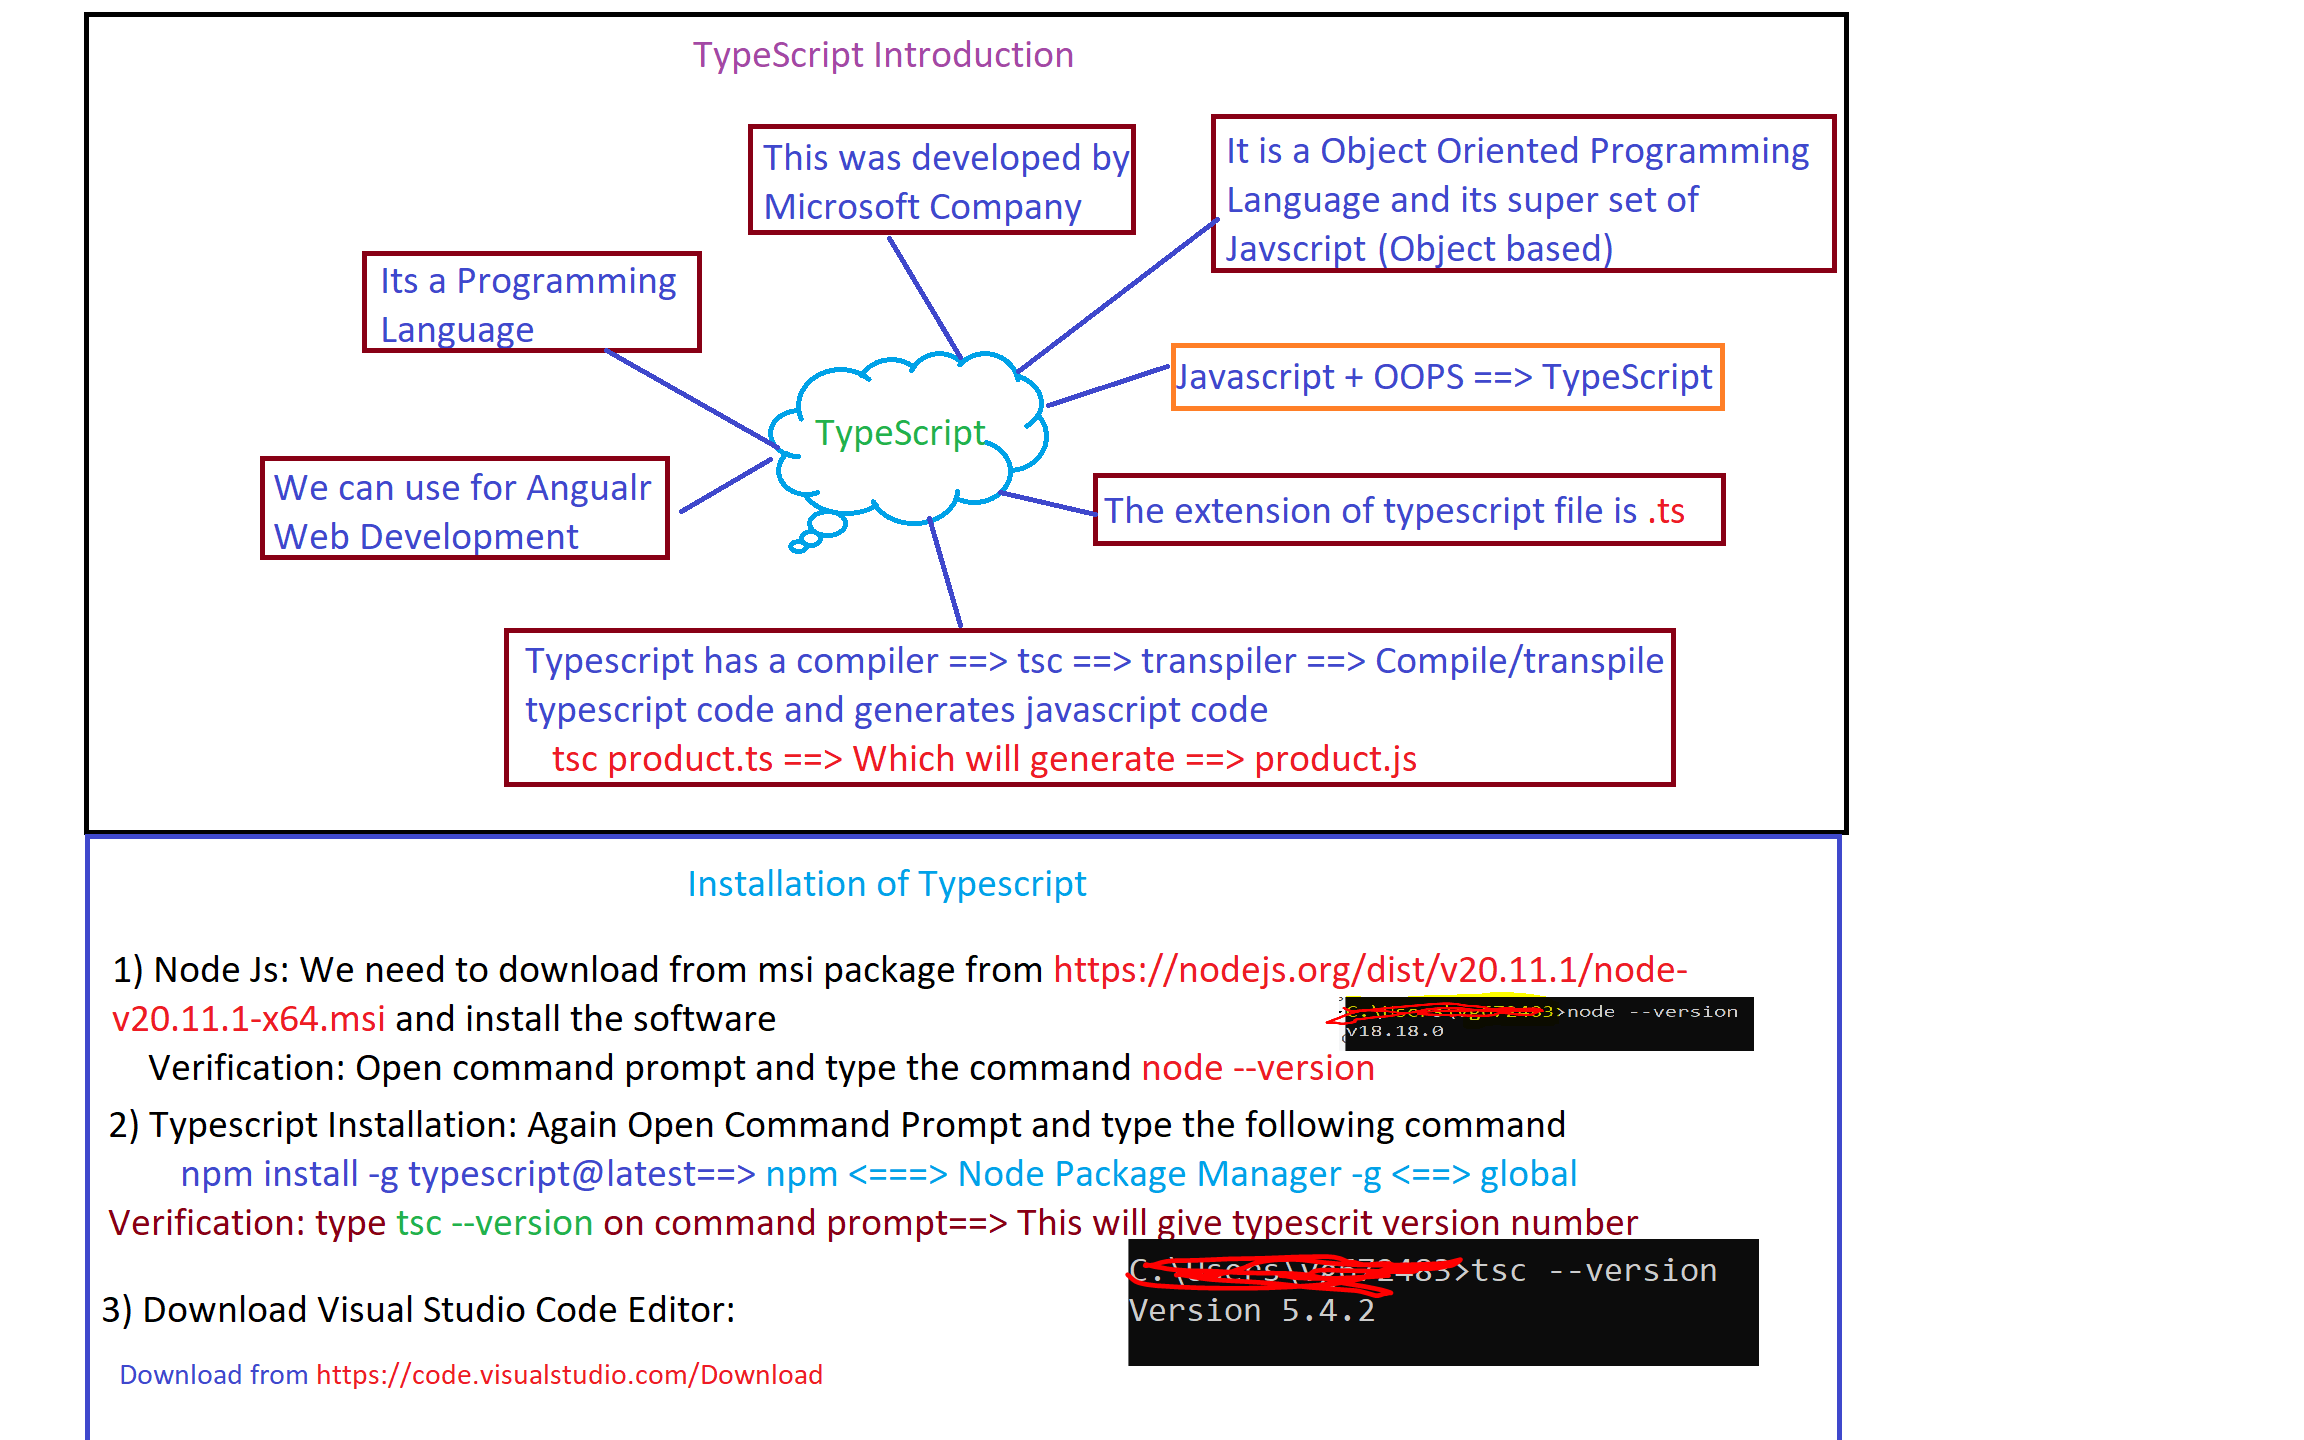 TypeScript Introduction
This was developed by
Microsoft Company
It is a Object Oriented Programming
Language and its super set of
Javscript (Object based)
Its a Programming
Language
Javascript + OOPS ==> TypeScript
TypeScript
We can use for Angualr
Web Development
The extension of typescript file is .ts
Typescript has a compiler ==> tsc ==> transpiler ==> Compile/transpile
typescript code and generates javascript code
tsc product.ts ==> Which will generate ==> product.js
Installation of Typescript
1) Node Js: We need to download from msi package from https://nodejs.org/dist/v20.11.1/node-
v20.11.1-x64.msi and install the software
>node --version
v18.18.0
Verification: Open command prompt and type the command node --version
2) Typescript Installation: Again Open Command Prompt and type the following command
npm install -g typescript@latest==> npm <===> Node Package Manager -g <==> global
Verification: type tsc --version on command prompt==> This will give typescrit version number
>tsc --version
Version 5.4.2
3) Download Visual Studio Code Editor:
Download from https://code.visualstudio.com/Download